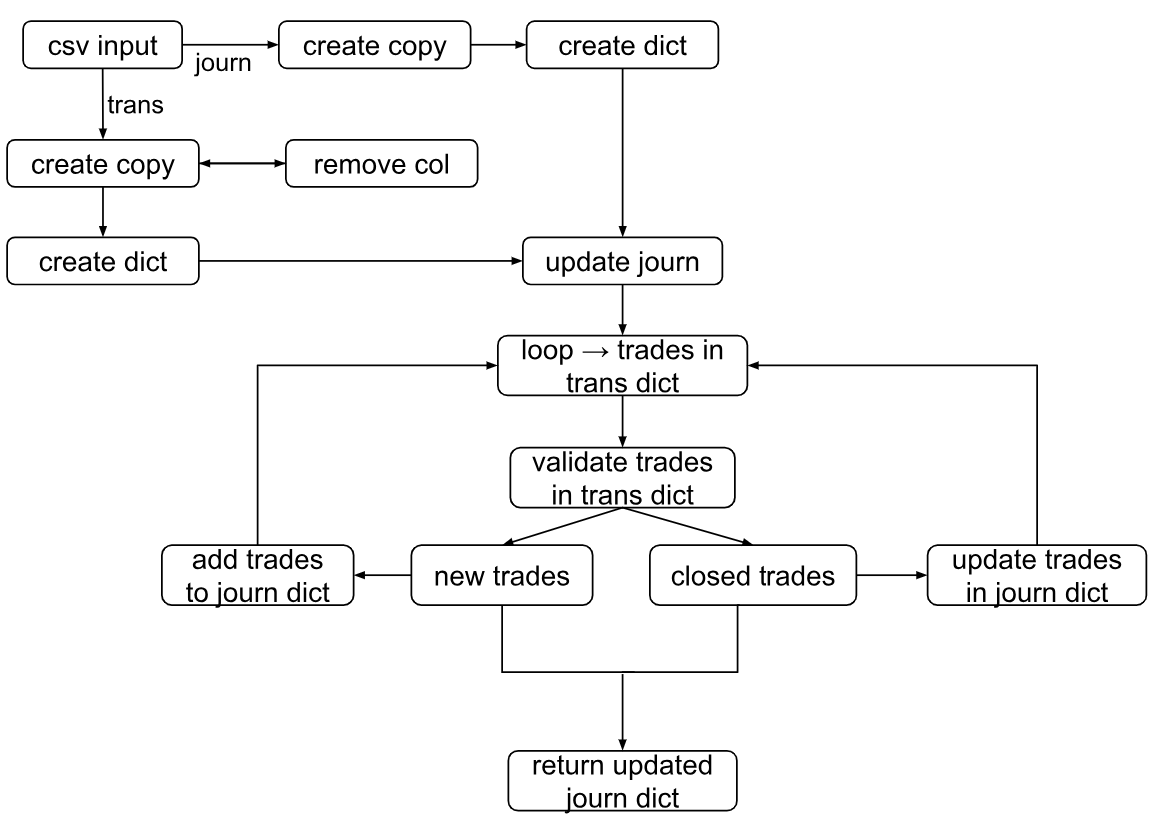 csv input
journ
create copy
create dict
trans
create copy
remove col
create dict
update journ
loop → trades in
trans dict
validate trades
in trans dict
add trades
to journ dict
new trades
closed trades
update trades
in journ dict
return updated
journ dict